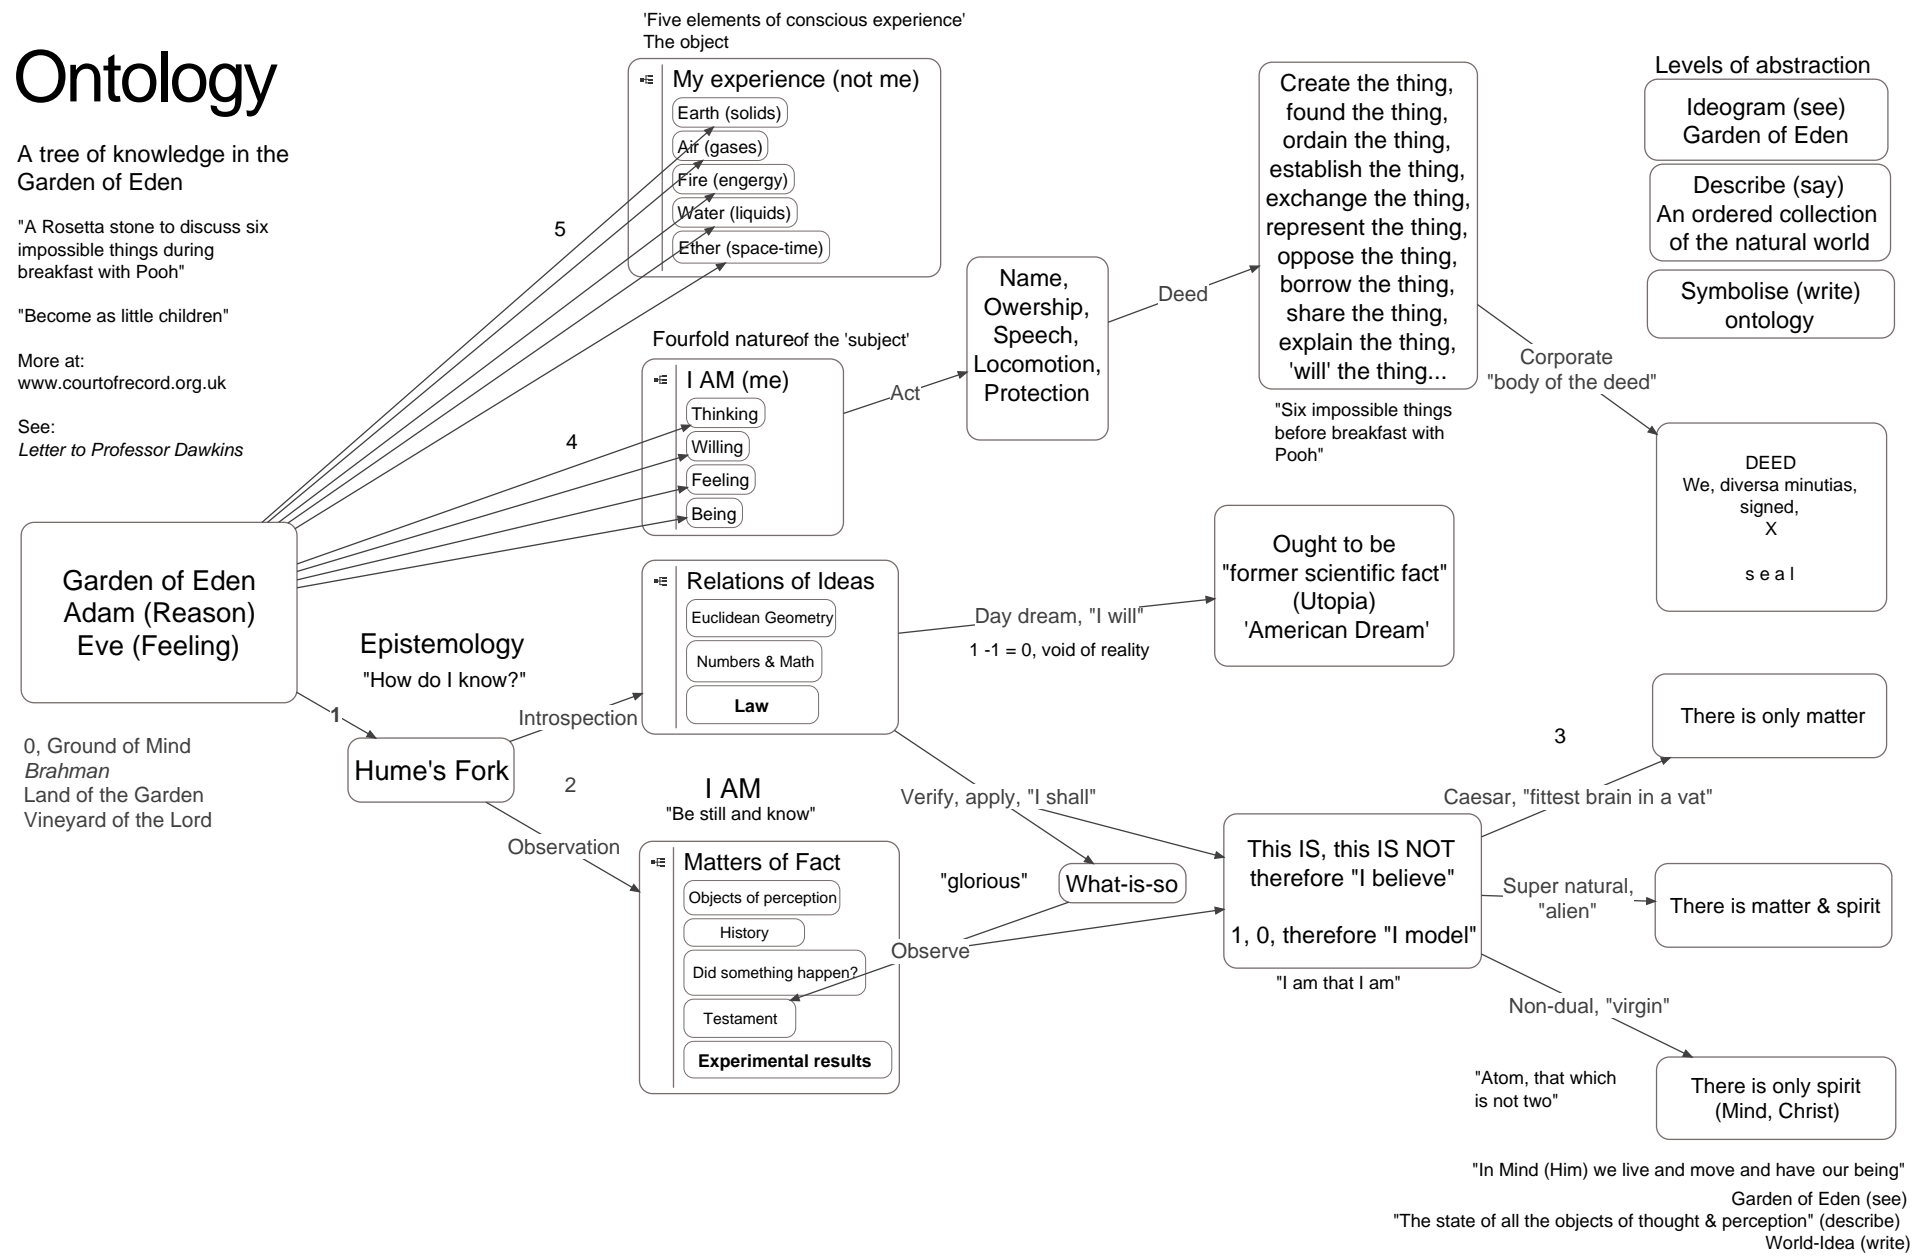 Ontology
A tree of knowledge in the
Garden of Eden
"A Rosetta stone to discuss six
impossible things during
breakfast with Pooh"
"Become as little children"
More at:
www.courtofrecord.org.uk
See:
Letter to Professor Dawkins
Garden of Eden
Adam (Reason)
Eve (Feeling)
0, Ground of Mind
Brahman
Land of the Garden
Vineyard of the Lord
5
4
1
Epistemology
"How do I know?"
Hume's Fork
Introspection
2
Observation
'Five elements of conscious experience'
The object
My experience (not me)
Earth (solids)
Air (gases)
Fire (engergy)
Water (liquids)
Ether (space-time)
Fourfold nature of the 'subject'
I AM (me)
Thinking
Willing
Feeling
Being
Relations of Ideas
Euclidean Geometry
Numbers & Math
Law
I AM
"Be still and know"
Matters of Fact
Objects of perception
History
Did something happen?
Testament
Experimental results
Act
Name,
Owership,
Speech,
Locomotion,
Protection
Deed
Create the thing,
found the thing,
ordain the thing,
establish the thing,
exchange the thing,
represent the thing,
oppose the thing,
borrow the thing,
share the thing,
explain the thing,
'will' the thing...
"Six impossible things
before breakfast with
Pooh"
Corporate
"body of the deed"
DEED
We, diversa minutias,
signed,
X
s e a l
Levels of abstraction
Ideogram (see)
Garden of Eden
Describe (say)
An ordered collection
of the natural world
Symbolise (write)
ontology
Day dream, "I will"
1 -1 = 0, void of reality
Ought to be
"former scientific fact"
(Utopia)
'American Dream'
Verify, apply, "I shall"
"glorious"
What-is-so
Observe
This IS, this IS NOT
therefore "I believe"
1, 0, therefore "I model"
"I am that I am"
3
Caesar, "fittest brain in a vat"
There is only matter
Super natural,
"alien"
There is matter & spirit
Non-dual, "virgin"
"Atom, that which
is not two"
There is only spirit
(Mind, Christ)
"In Mind (Him) we live and move and have our being"
Garden of Eden (see)
"The state of all the objects of thought & perception" (describe)
World-Idea (write)